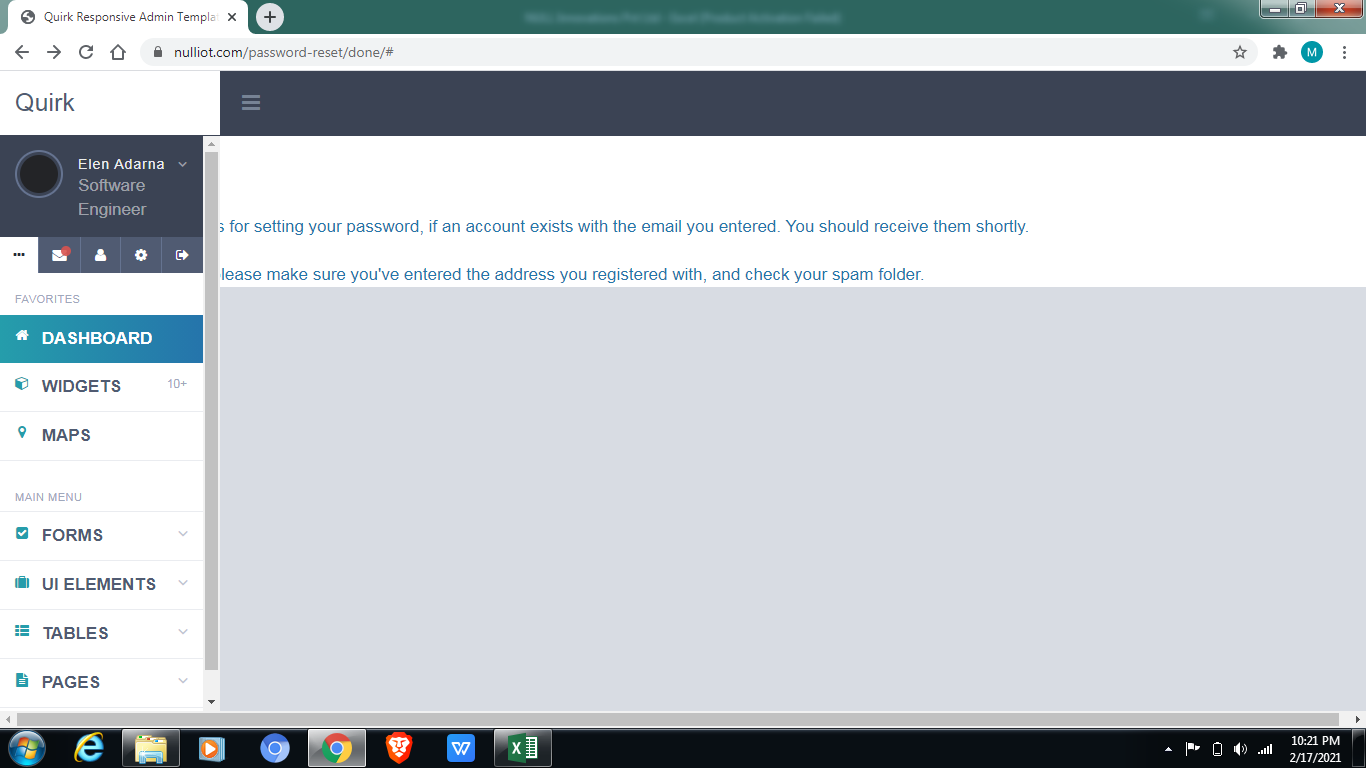 Quirk Responsive Admin Templat
M
nulliot.com/password-reset/done/#
Quirk
Elen Adarna
Software
Engineer
s for setting your password, if an account exists with the email you entered. You should receive them shortly.
lease make sure you've entered the address you registered with, and check your spam folder.
FAVORITES
DASHBOARD
WIDGETS 10+
MAPS
MAIN MENU
FORMS
UI ELEMENTS
TABLES
PAGES
10:21 PM
2/17/2021